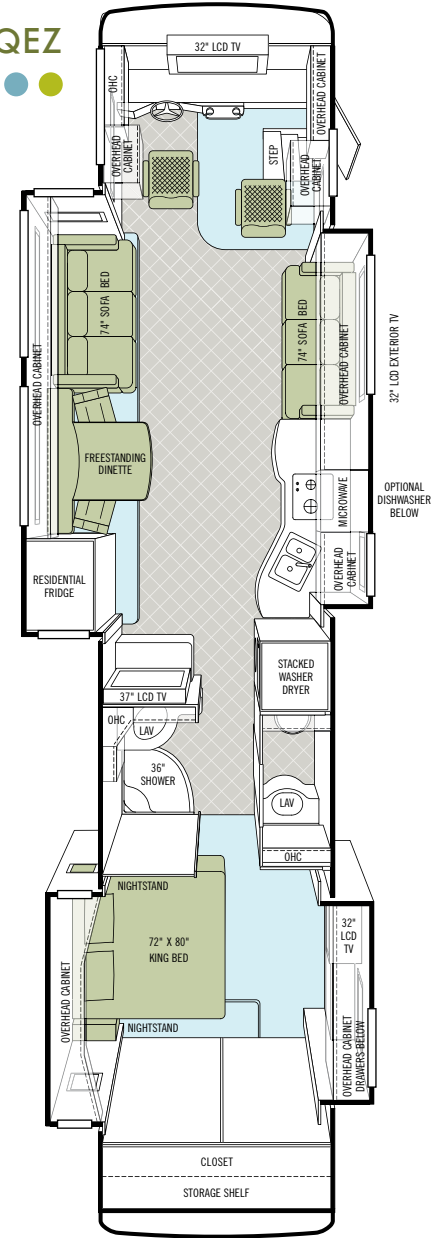 QEZ
32" LCD TV
OHC
OVERHEAD CABINET
OVERHEAD
CABINET
STEP
OVERHEAD
CABINET
74" SOFA BED
OVERHEAD CABINET
74" SOFA BED
OVERHEAD CABINET
32" LCD EXTERIOR TV
FREESTANDING
DINETTE
MICROWAVE
OPTIONAL
DISHWASHER
BELOW
OVERHEAD
CABINET
RESIDENTIAL
FRIDGE
STACKED
WASHER
DRYER
37" LCD TV
OHC
LAV
36"
SHOWER
LAV
OHC
NIGHTSTAND
32"
LCD
TV
72" X 80"
KING BED
OVERHEAD CABINET
OVERHEAD CABINET
DRAWERS BELOW
NIGHTSTAND
CLOSET
STORAGE SHELF